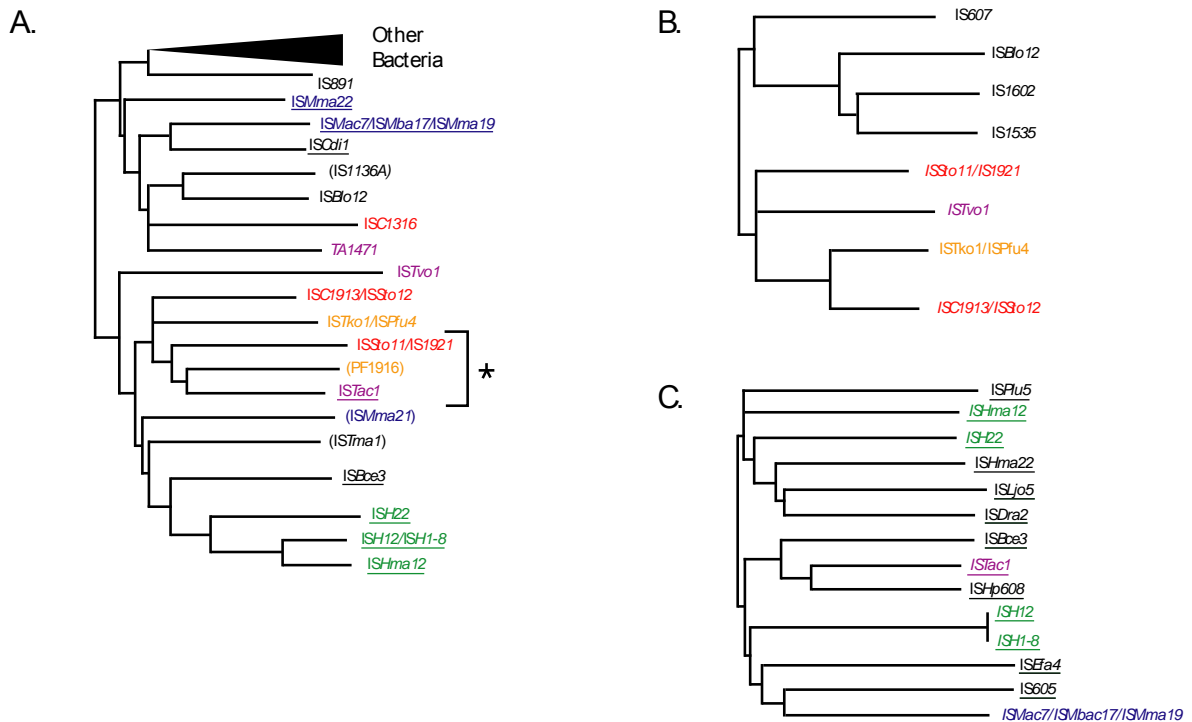 A.
Other
Bacteria
IS891
ISMma22
ISMac7/ISMba17/ISMma19
ISCdi1
(IS1136A)
ISBlo12
ISC1316
TA1471
ISTvo1
ISC1913/ISSto12
ISTko1/ISPfu4
ISSto11/IS1921
(PF1916)
ISTac1
*
(ISMma21)
(ISTma1)
ISBce3
ISH22
ISH12/ISH1-8
ISHma12
B.
IS607
ISBlo12
IS1602
IS1535
ISSto11/IS1921
ISTvo1
ISTko1/ISPfu4
ISC1913/ISSto12
C.
ISPlu5
ISHma12
ISH22
ISHma22
ISLjo5
ISDra2
ISBce3
ISTac1
ISHp608
ISH12
ISH1-8
ISEfa4
IS605
ISMac7/ISMbac17/ISMma19